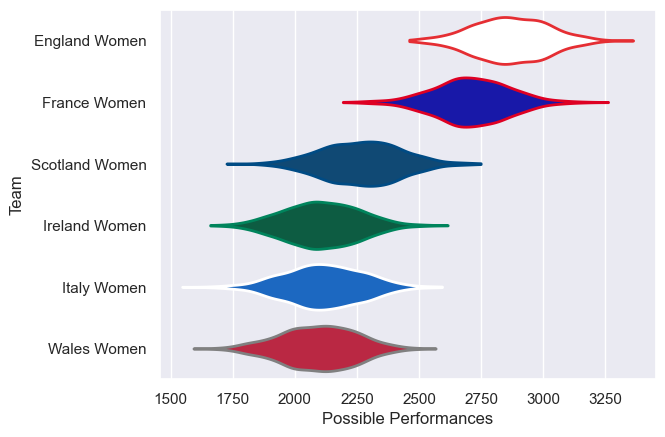 England Women
France Women
Scotland Women
Ireland Women
Italy Women
Wales Women
Team
1500 1750 2000 2250 2500 2750 3000 3250
Possible Performances